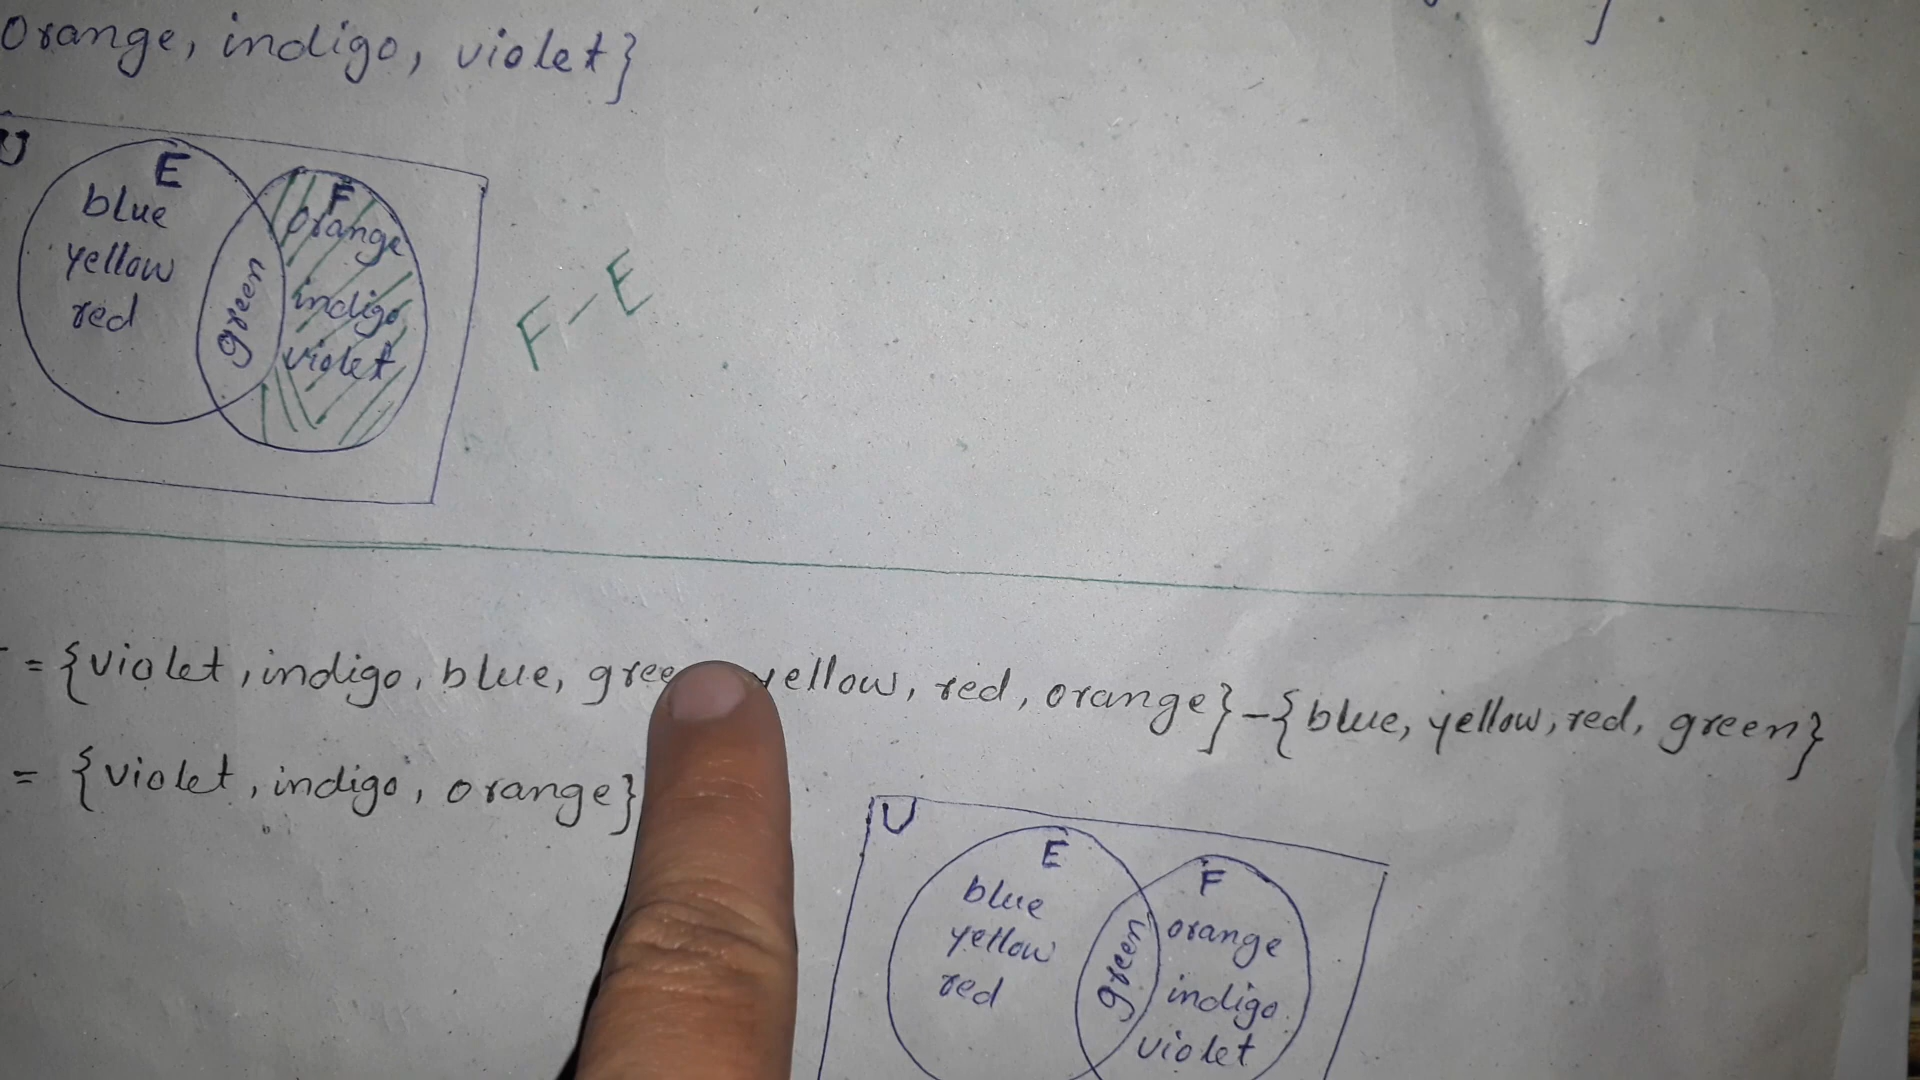 Orange, indigo, violet}
U
E
blue
yellow
red
green
F
orange
indigo
violet
F-E
= {violet, indigo, blue, gree yellow, red, orange} - {blue, yellow, red, green}
= {violet, indigo, orange}
U
E
blue
yellow
red
green
F
orange
indigo
violet